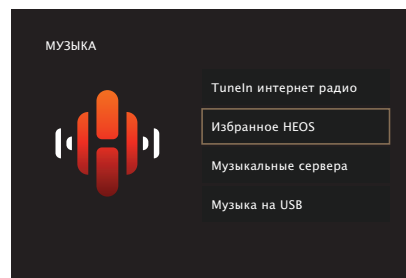 МУЗЫКА
TuneIn интернет радио
Избранное HEOS
Музыкальные сервера
Музыка на USB